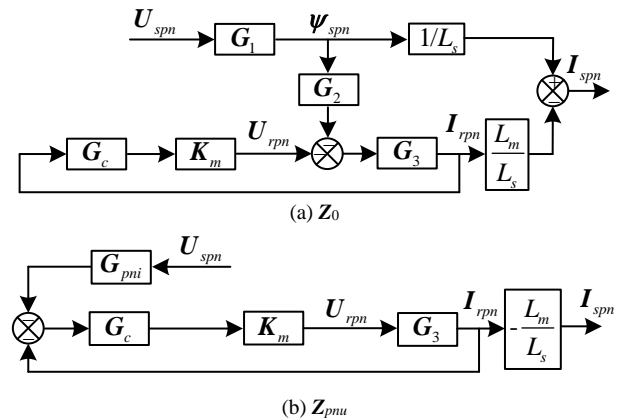 U_spn
G_1
ψ_spn
1/L_s
I_spn
G_2
G_c
K_m
U_rpn
G_3
I_rpn
L_m
L_s
(a) Z_0
G_pni
U_spn
G_c
K_m
U_rpn
G_3
I_rpn
- L_m
L_s
I_spn
(b) Z_pnu